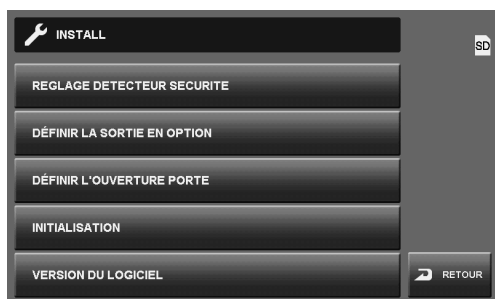 INSTALL
SD
REGLAGE DETECTEUR SECURITE
DÉFINIR LA SORTIE EN OPTION
DÉFINIR L'OUVERTURE PORTE
INITIALISATION
VERSION DU LOGICIEL
RETOUR